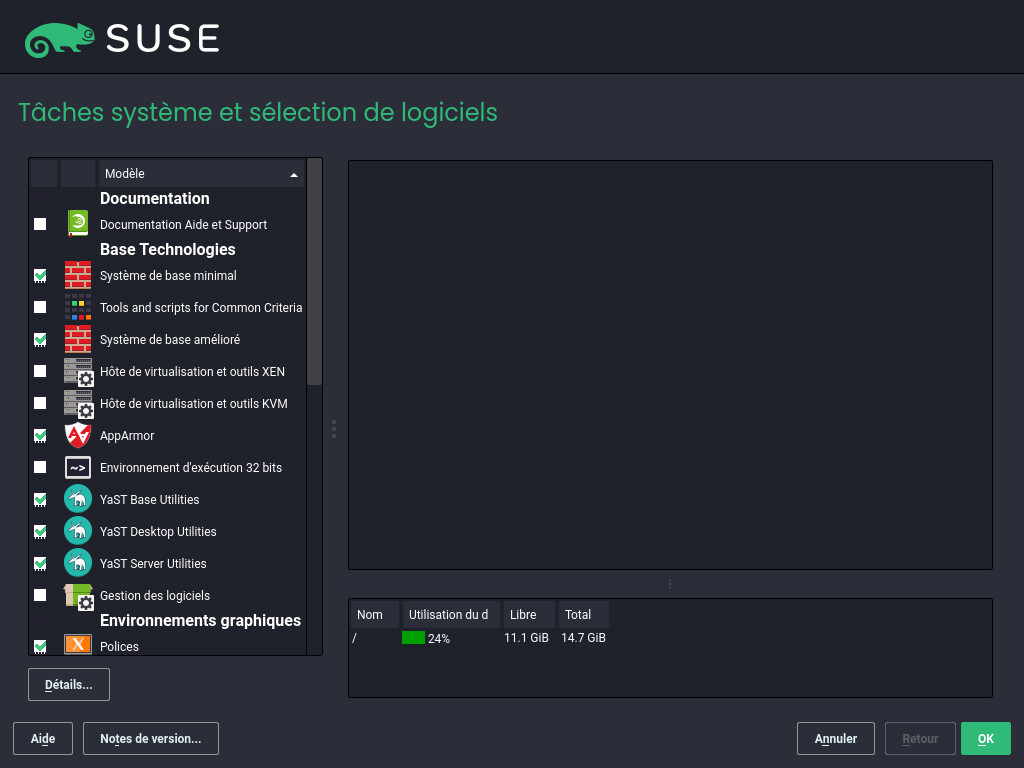 SUSE
Tâches système et sélection de logiciels
Modèle
Documentation
Documentation Aide et Support
Base Technologies
Système de base minimal
Tools and scripts for Common Criteria
Système de base amélioré
Hôte de virtualisation et outils XEN
Hôte de virtualisation et outils KVM
AppArmor
~>
Environnement d'exécution 32 bits
YaST Base Utilities
YaST Desktop Utilities
YaST Server Utilities
Gestion des logiciels
Environnements graphiques
X
Polices
Nom Utilisation du d Libre Total
/ 24% 11.1 GiB 14.7 GiB
Détails...
Aide Notes de version... Annuler Retour OK